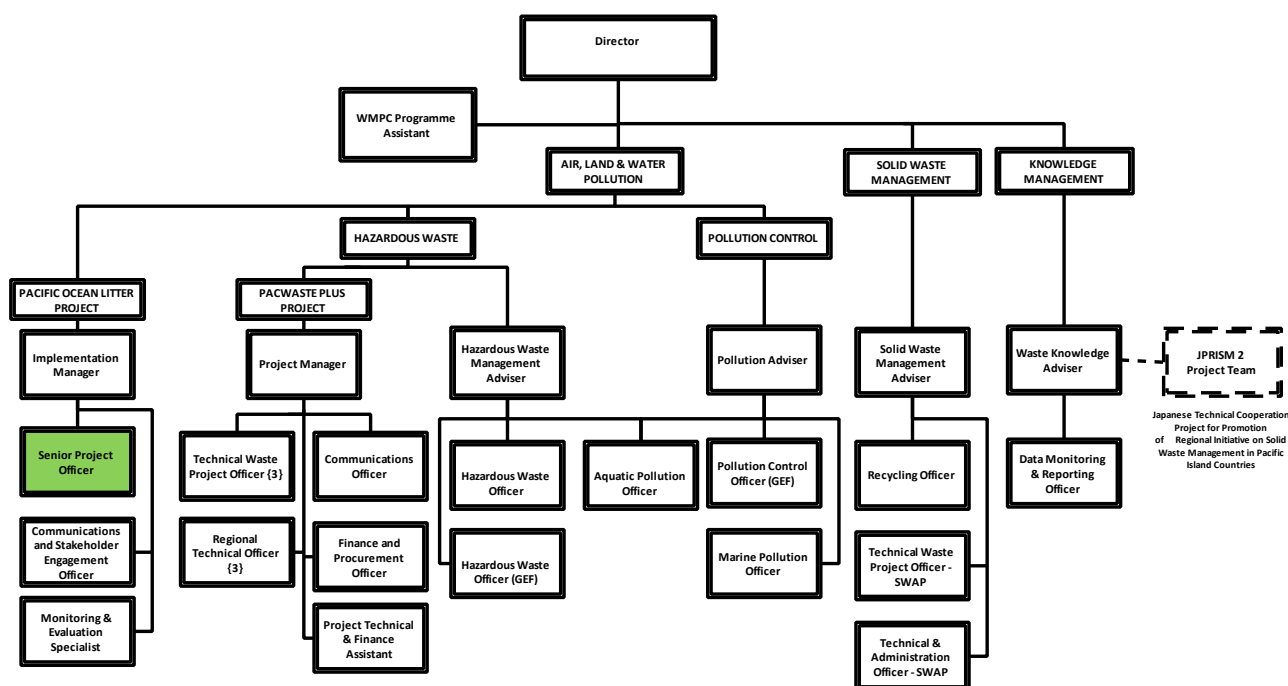 Director
WMPC Programme
Assistant
AIR, LAND & WATER
POLLUTION
SOLID WASTE
MANAGEMENT
KNOWLEDGE
MANAGEMENT
HAZARDOUS WASTE
POLLUTION CONTROL
PACIFIC OCEAN LITTER
PROJECT
PACWASTE PLUS
PROJECT
Implementation
Manager
Project Manager
Hazardous Waste
Management
Adviser
Pollution Adviser
Solid Waste
Management
Adviser
Waste Knowledge
Adviser
JPRISM 2
Project Team
Japanese Technical Cooperation
Project for Promotion
of Regional Initiative on Solid
Waste Management in Pacific
Island Countries
Senior Project
Officer
Technical Waste
Project Officer {3}
Communications
Officer
Hazardous Waste
Officer
Aquatic Pollution
Officer
Pollution Control
Officer (GEF)
Recycling Officer
Data Monitoring
& Reporting
Officer
Communications
and Stakeholder
Engagement
Officer
Regional
Technical Officer
{3}
Finance and
Procurement
Officer
Hazardous Waste
Officer (GEF)
Marine Pollution
Officer
Technical Waste
Project Officer -
SWAP
Monitoring &
Evaluation
Specialist
Project Technical
& Finance
Assistant
Technical &
Administration
Officer - SWAP